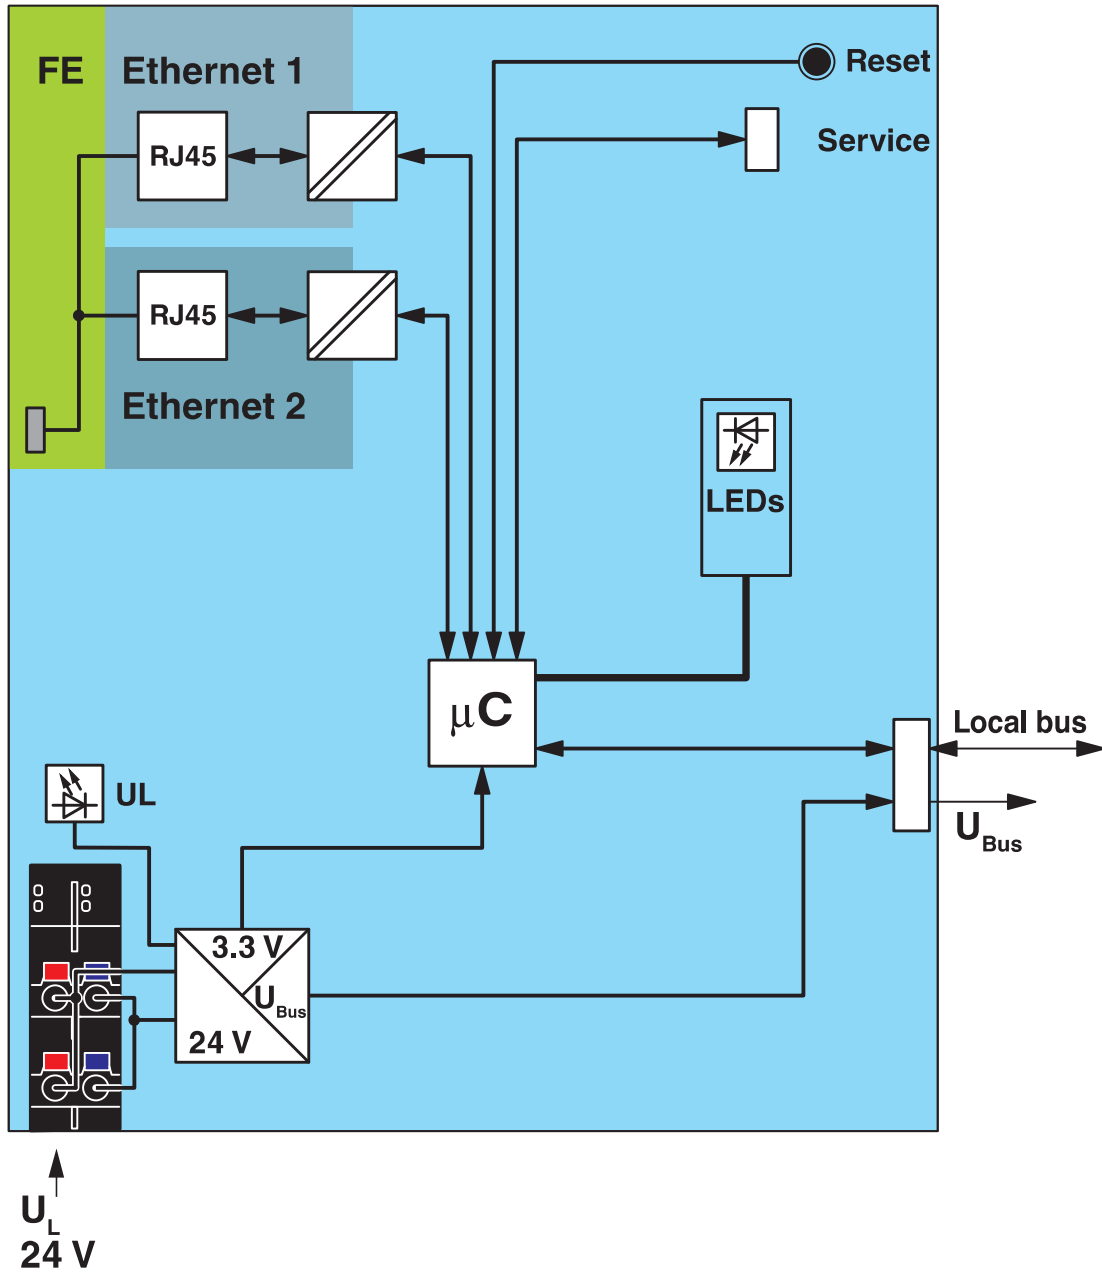 FE
Ethernet 1
Reset
RJ45
Service
RJ45
Ethernet 2
LEDs
µC
Local bus
UL
U Bus
3.3 V
U Bus
24 V
U L
24 V